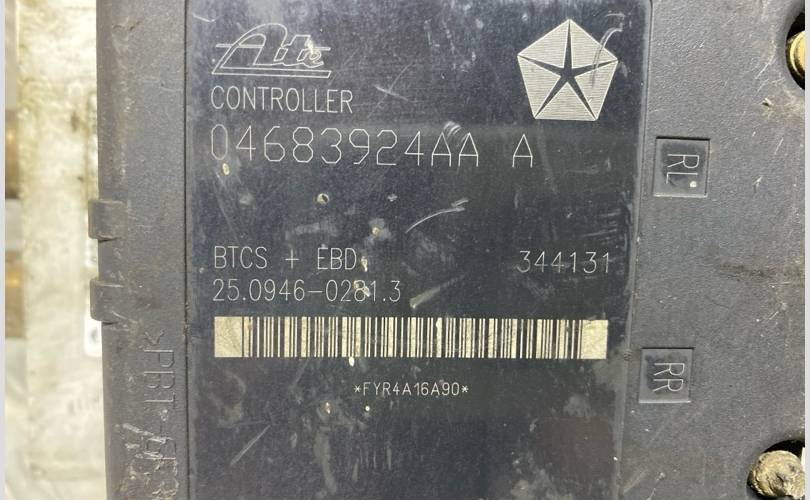 Ate
CONTROLLER
04683924AA A
BTCS + EBD
344131
25.0946-0281.3
*FYR4A16A90*
RL
RR